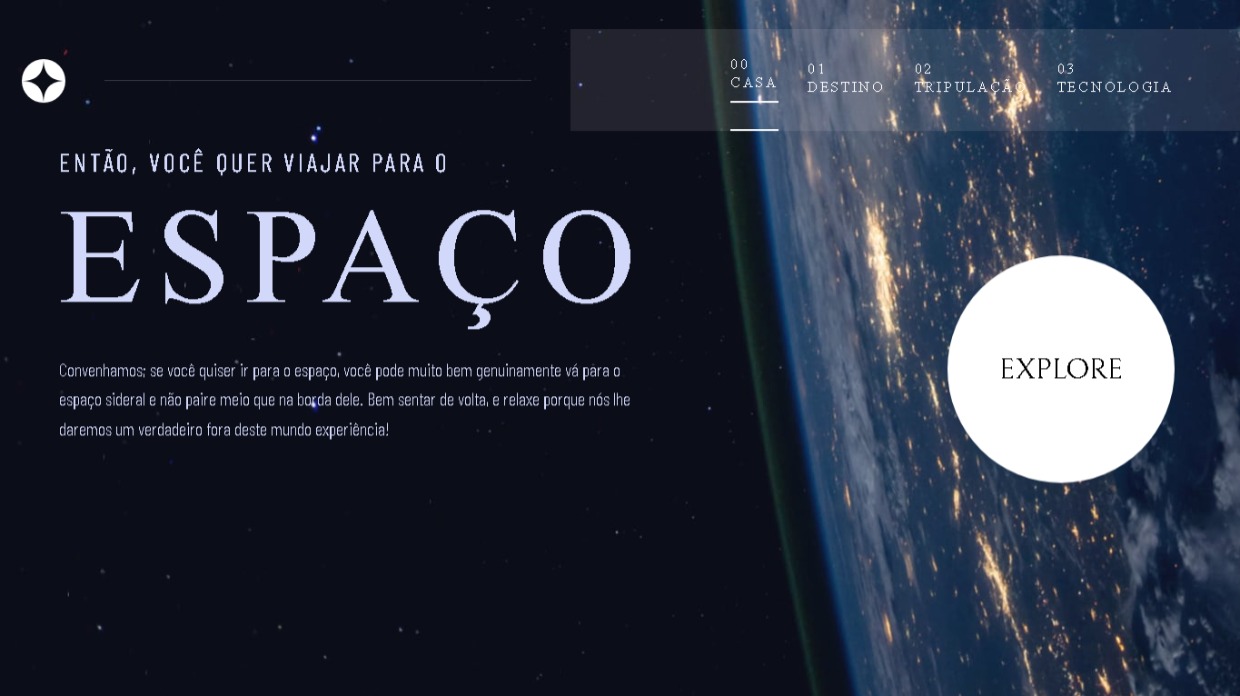 00
CASA
01
DESTINO
02
TRIPULAÇÃO
03
TECNOLOGIA
ENTÃO, VOCÊ QUER VIAJAR PARA O
ESPAÇO
Convenhamos; se você quiser ir para o espaço, você pode muito bem genuinamente vá para o
espaço sideral e não paire meio que na borda dele. Bem sentar de volta, e relaxe porque nós lhe
daremos um verdadeiro fora deste mundo experiência!
EXPLORE